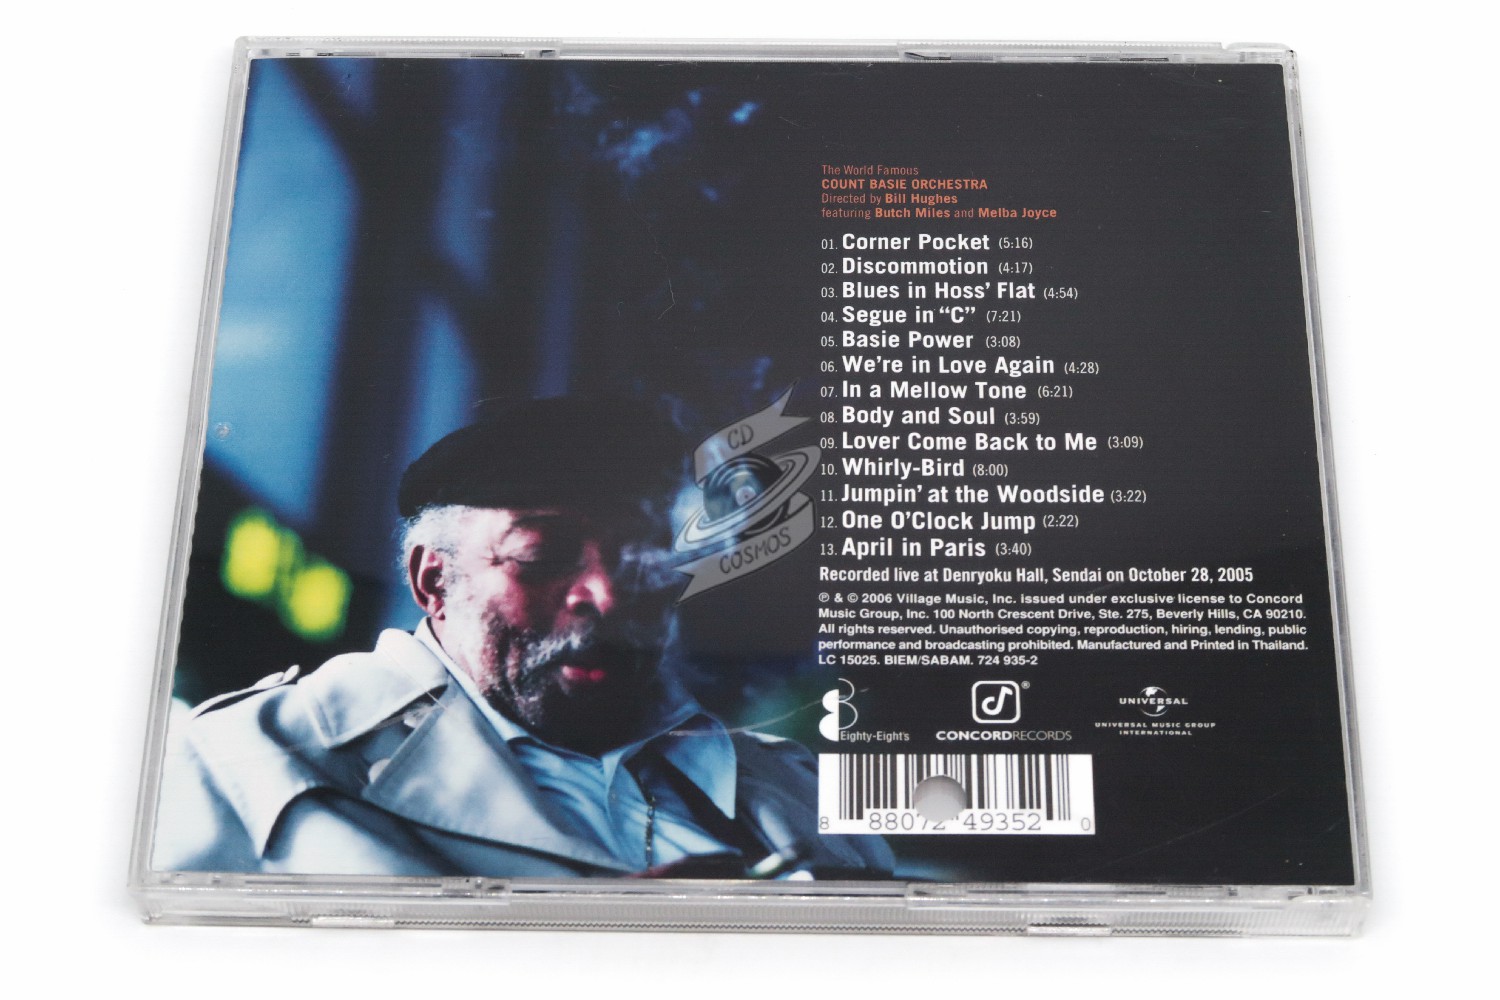 The World Famous
COUNT BASIE ORCHESTRA
Directed by Bill Hughes
featuring Butch Miles and Melba Joyce
01. Corner Pocket (5:16)
02. Discommotion (4:17)
03. Blues in Hoss' Flat (4:54)
04. Segue in “C” (7:21)
05. Basie Power (3:08)
06. We're in Love Again (4:28)
07. In a Mellow Tone (6:21)
08. Body and Soul (3:59)
09. Lover Come Back to Me (3:09)
10. Whirly-Bird (8:00)
11. Jumpin' at the Woodside (3:22)
12. One O'Clock Jump (2:22)
13. April in Paris (3:40)
Recorded live at Denryoku Hall, Sendai on October 28, 2005
℗ & © 2006 Village Music, Inc. issued under exclusive license to Concord
Music Group, Inc. 100 North Crescent Drive, Ste. 275, Beverly Hills, CA 90210.
All rights reserved. Unauthorised copying, reproduction, hiring, lending, public
performance and broadcasting prohibited. Manufactured and Printed in Thailand.
LC 15025. BIEM/SABAM. 724 935-2
Eighty-Eight's
®
CONCORDRECORDS
UNIVERSAL
UNIVERSAL MUSIC GROUP
INTERNATIONAL
8 88072 49352 0
CD
COSMOS